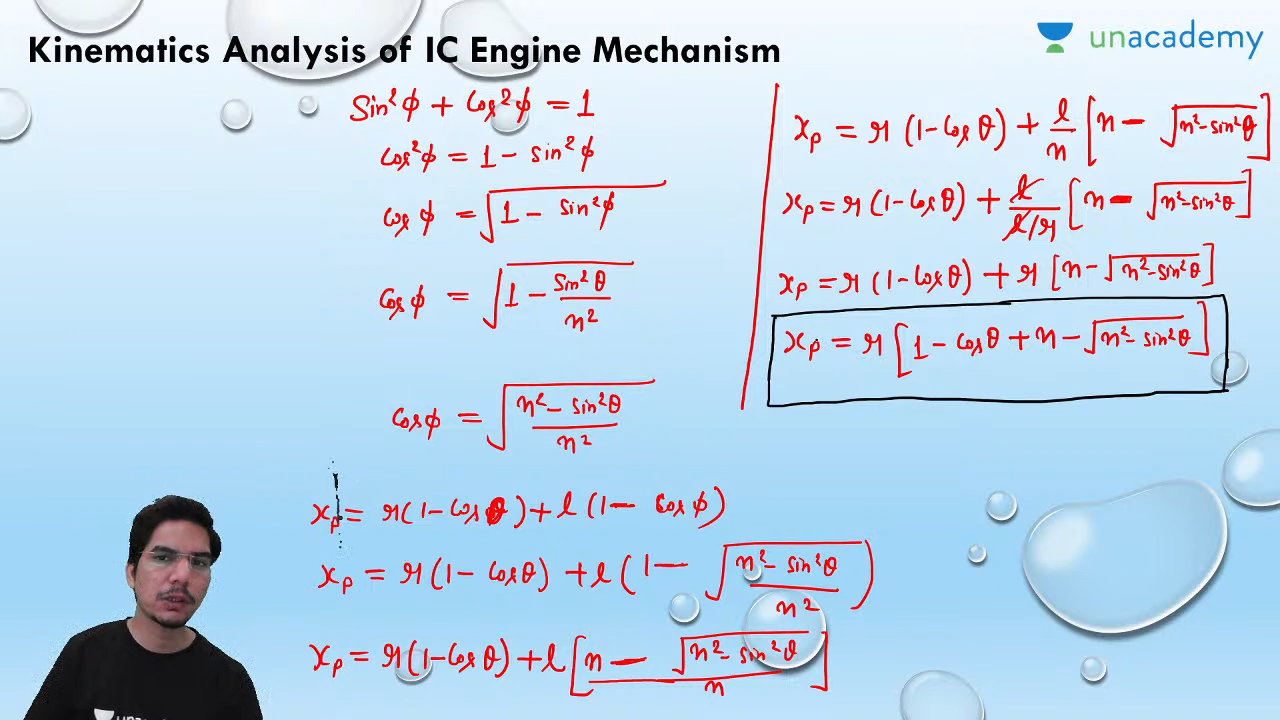 Kinematics Analysis of IC Engine Mechanism
unacademy
Sin²φ + Cos²φ = 1
cos²φ = 1 - sin²φ
cos φ = √(1 - sin²φ)
cosφ = √(1 - sin²θ/n²)
cosφ = √((n² - sin²θ)/n²)
xp = r(1-cosθ) + l(1- cosφ)
xp = r(1- cosθ) + l(1- √((n²- sin²θ)/n²))
xp = r(1-cosθ) + l[(n - √(n²- sin²θ))/n]
xp = r(1-cosθ) + l/n [n - √(n²-sin²θ)]
xp = r(1-cosθ) + l/(l/r) [n - √(n²-sin²θ)]
xp = r(1-cosθ) + r[n - √(n²-sin²θ)]
xp = r[1-cosθ + n - √(n²- sin²θ)]
unac